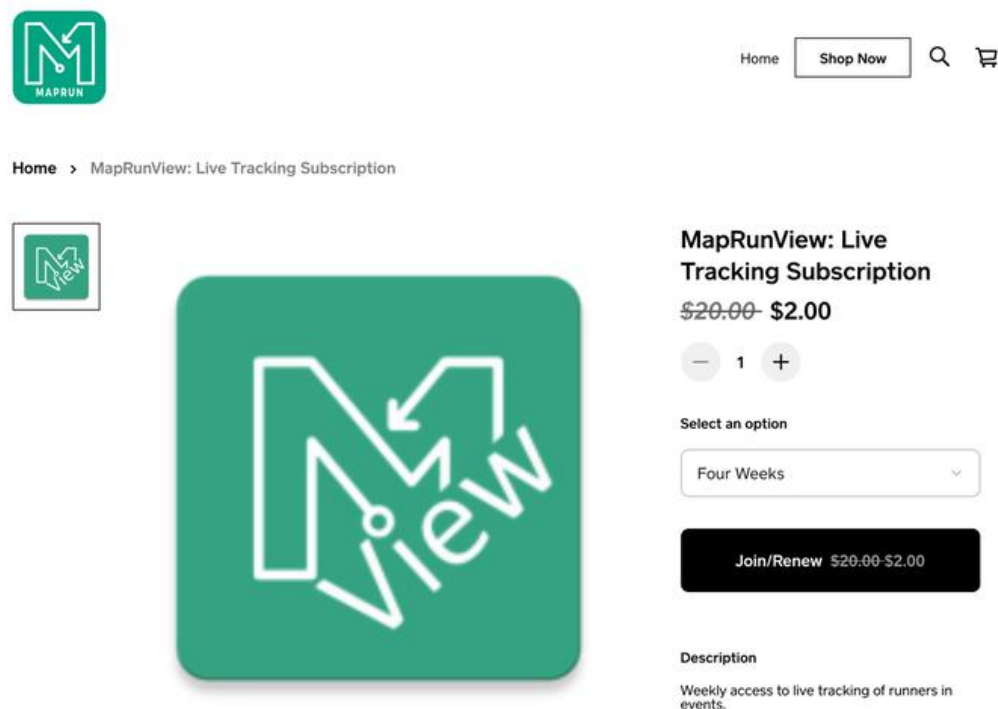 MAPRUN
Home
Shop Now
Home > MapRunView: Live Tracking Subscription
View
View
MapRunView: Live
Tracking Subscription
$20.00 $2.00
1
Select an option
Four Weeks
Join/Renew $20.00 $2.00
Description
Weekly access to live tracking of runners in
events.